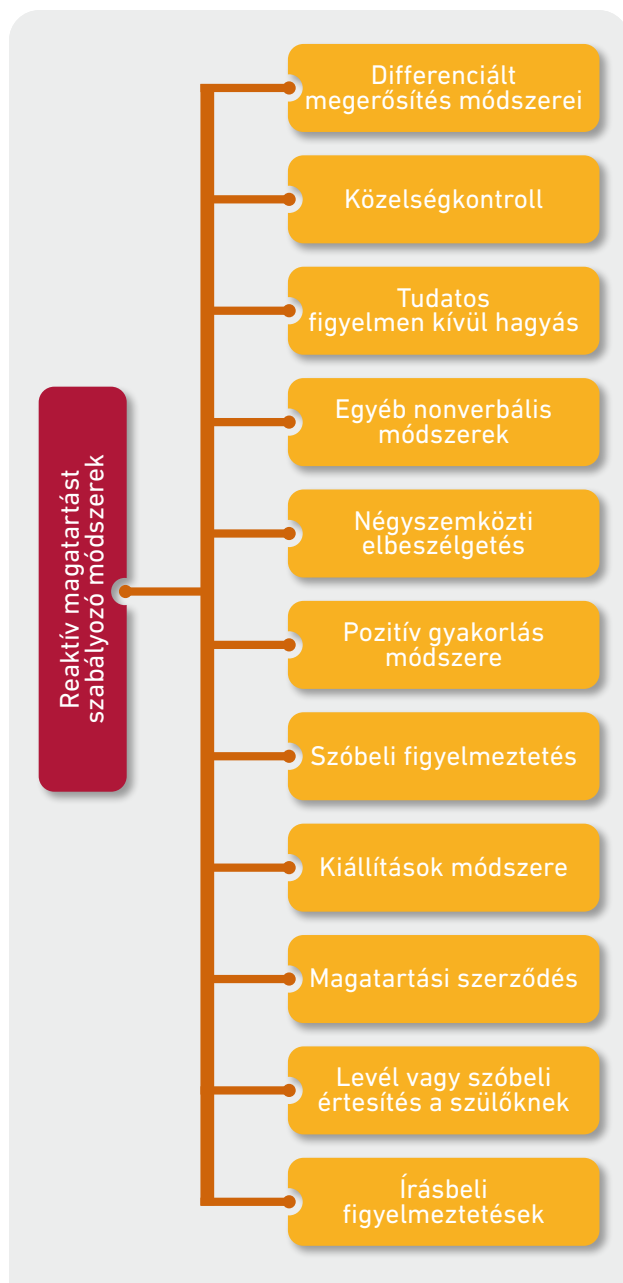 Reaktív magatartást
szabályozó módszerek
Differenciált
megerősítés módszerei
Közelségkontroll
Tudatos
figyelmen kívül hagyás
Egyéb nonverbális
módszerek
Négyszemközti
elbeszélgetés
Pozitív gyakorlás
módszere
Szóbeli figyelmeztetés
Kiállítások módszere
Magatartási szerződés
Levél vagy szóbeli
értesítés a szülőknek
Írásbeli
figyelmeztetések